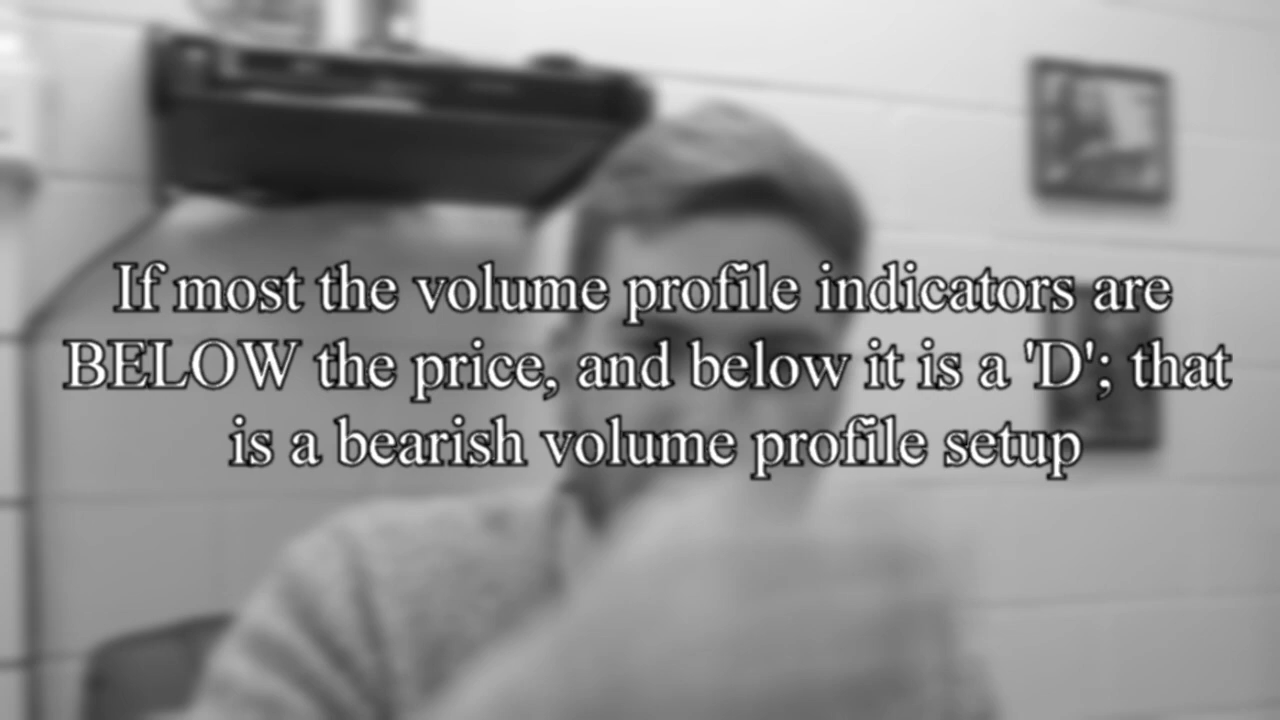 If most the volume profile indicators are
BELOW the price, and below it is a 'D'; that
is a bearish volume profile setup